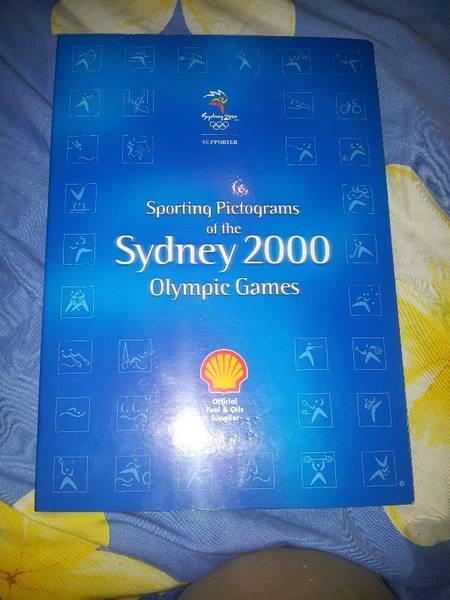 Sydney 2000
SUPPORTER
Sporting Pictograms
of the
Sydney 2000
Olympic Games
Official
Fuel & Oils
Supplier